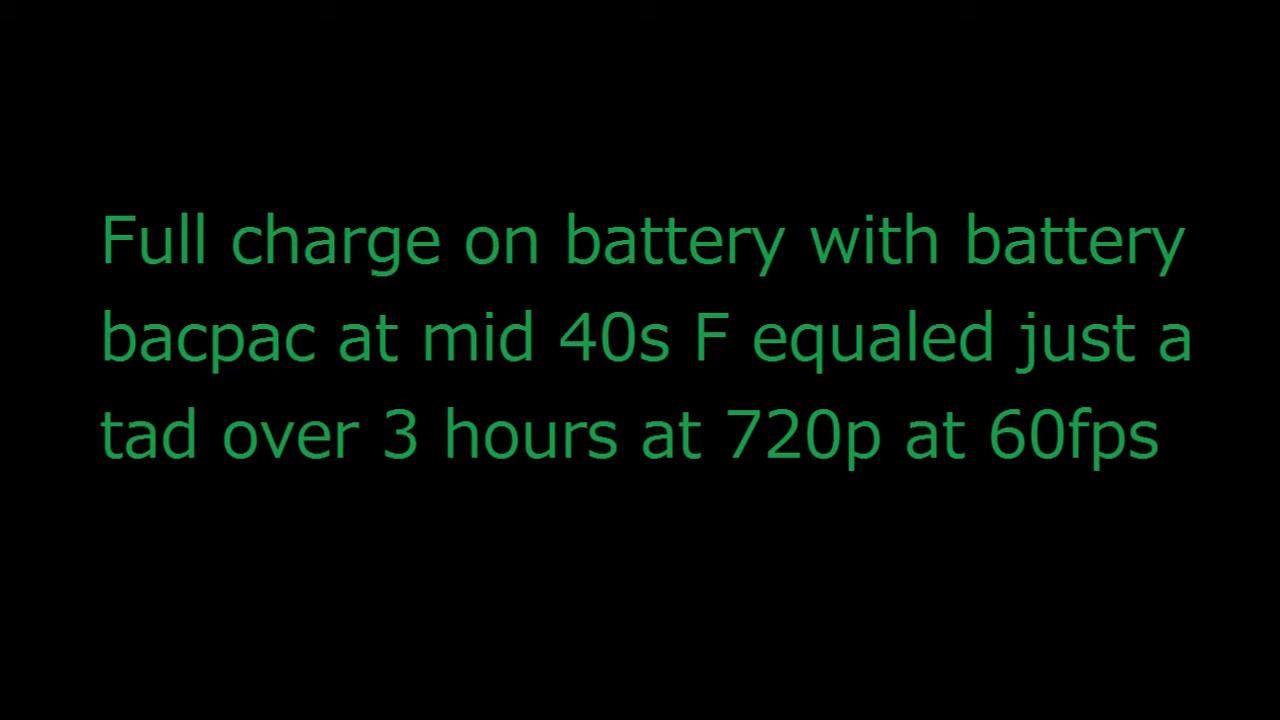 Full charge on battery with battery
bacpac at mid 40s F equaled just a
tad over 3 hours at 720p at 60fps